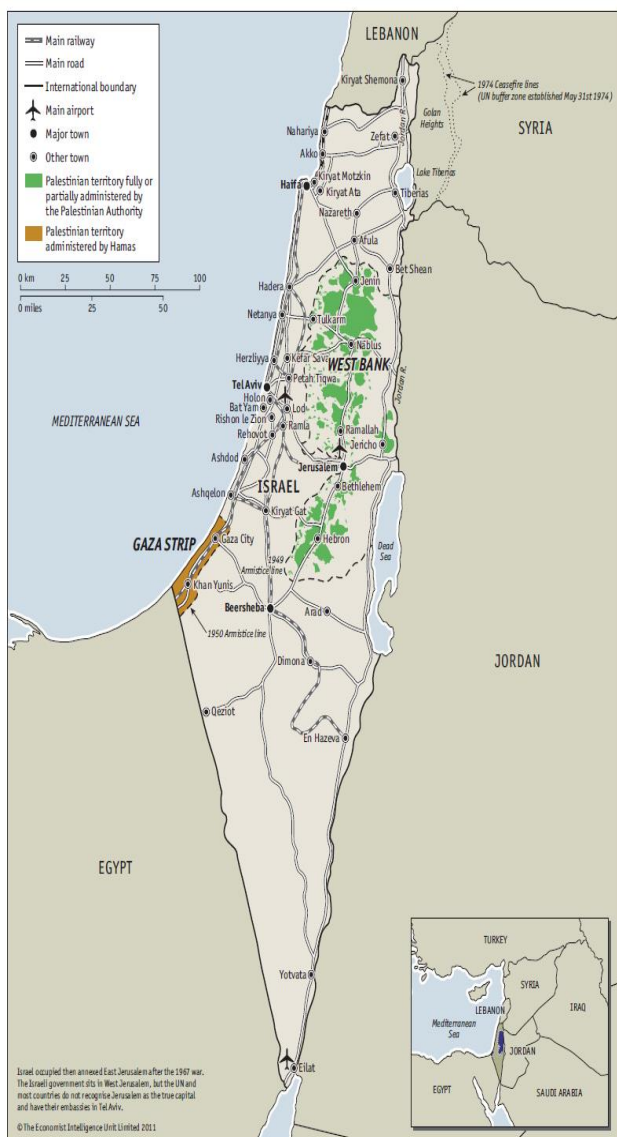 Main railway
Main road
International boundary
Main airport
Major town
Other town
Palestinian territory fully or
partially administered by
the Palestinian Authority
Palestinian territory
administered by Hamas
0 km 25 50 75 100
0 miles 25 50
LEBANON
Kiryat Shemona
1974 Ceasefire lines
(UN buffer zone established May 31st 1974)
Golan
Heights
SYRIA
Jordan R.
Nahariya
Zefat
Akko
Lake Tiberias
Kiryat Motzkin
Haifa
Kiryat Ata
Tiberias
Nazareth
Afula
Bet Shean
Jenin
Hadera
Netanya
Tulkarm
Nablus
Herzliyya
Kefar Sava
WEST BANK
Petah Tiqwa
Tel Aviv
Jordan R.
Holon
Bat Yam
Lod
Rishon le Zion
Ramla
Rehovot
Ramallah
Jericho
MEDITERRANEAN SEA
Ashdod
Jerusalem
ISRAEL
Bethlehem
Ashqelon
Kiryat Gat
GAZA STRIP
Gaza City
Hebron
Dead
Sea
1949
Armistice line
Khan Yunis
Beersheba
Arad
1950 Armistice line
Dimona
JORDAN
Qeziot
En Hazeva
EGYPT
Yotvata
Eilat
TURKEY
SYRIA
LEBANON
IRAQ
Mediterranean
Sea
JORDAN
EGYPT
SAUDI ARABIA
Israel occupied then annexed East Jerusalem after the 1967 war.
The Israeli government sits in West Jerusalem, but the UN and
most countries do not recognise Jerusalem as the true capital
and have their embassies in Tel Aviv.
© The Economist Intelligence Unit Limited 2011